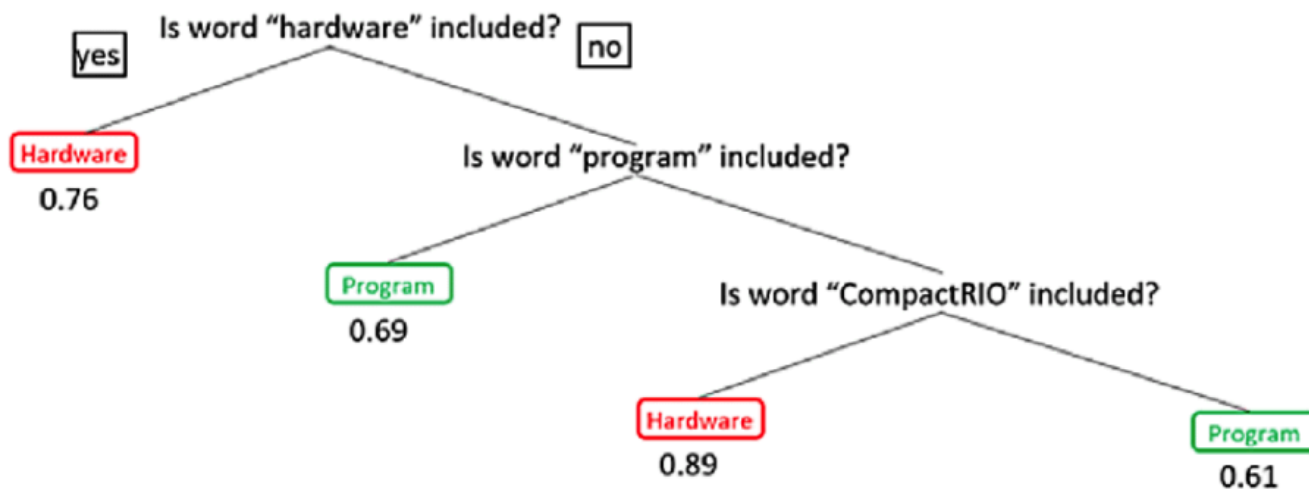 Is word “hardware” included?
yes
no
Hardware
0.76
Is word “program” included?
Program
0.69
Is word “CompactRIO” included?
Hardware
0.89
Program
0.61